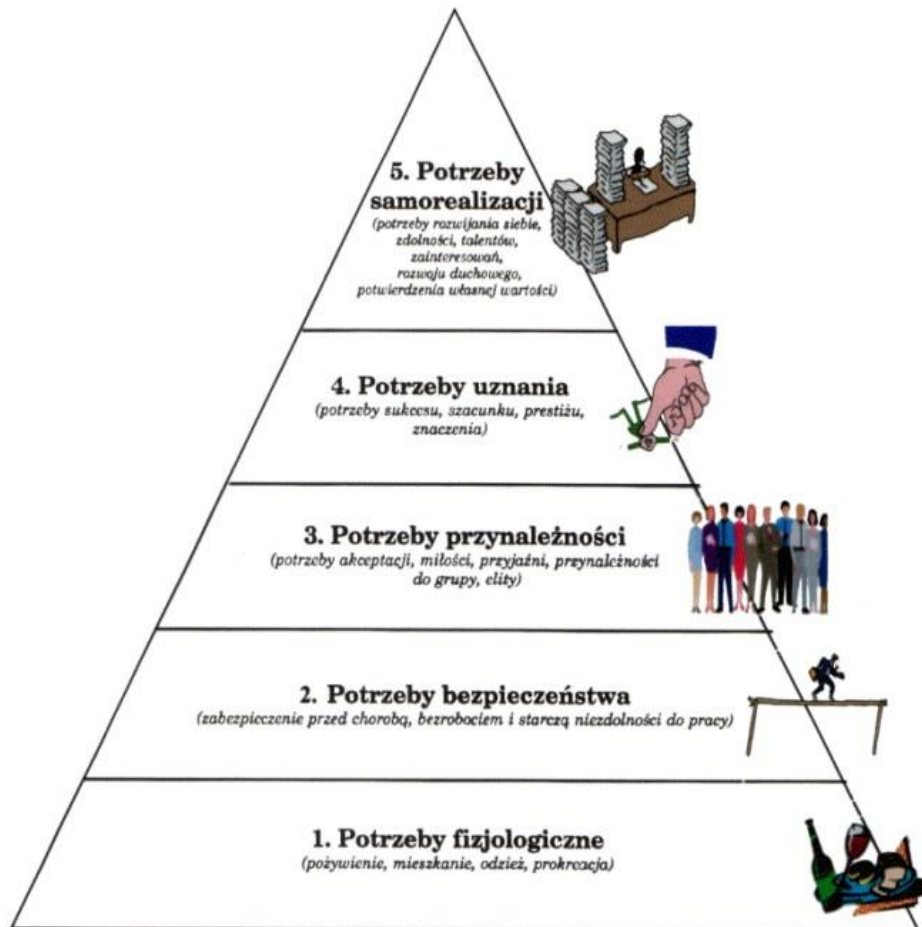 5. Potrzeby
samorealizacji
(potrzeby rozwijania siebie,
zdolności, talentów,
zainteresowań,
rozwoju duchowego,
potwierdzenia własnej wartości)
4. Potrzeby uznania
(potrzeby sukcesu, szacunku, prestiżu,
znaczenia)
3. Potrzeby przynależności
(potrzeby akceptacji, miłości, przyjaźni, przynależności
do grupy, elity)
2. Potrzeby bezpieczeństwa
(zabezpieczenie przed chorobą, bezrobociem i starczą niezdolności do pracy)
1. Potrzeby fizjologiczne
(pożywienie, mieszkanie, odzież, prokreacja)